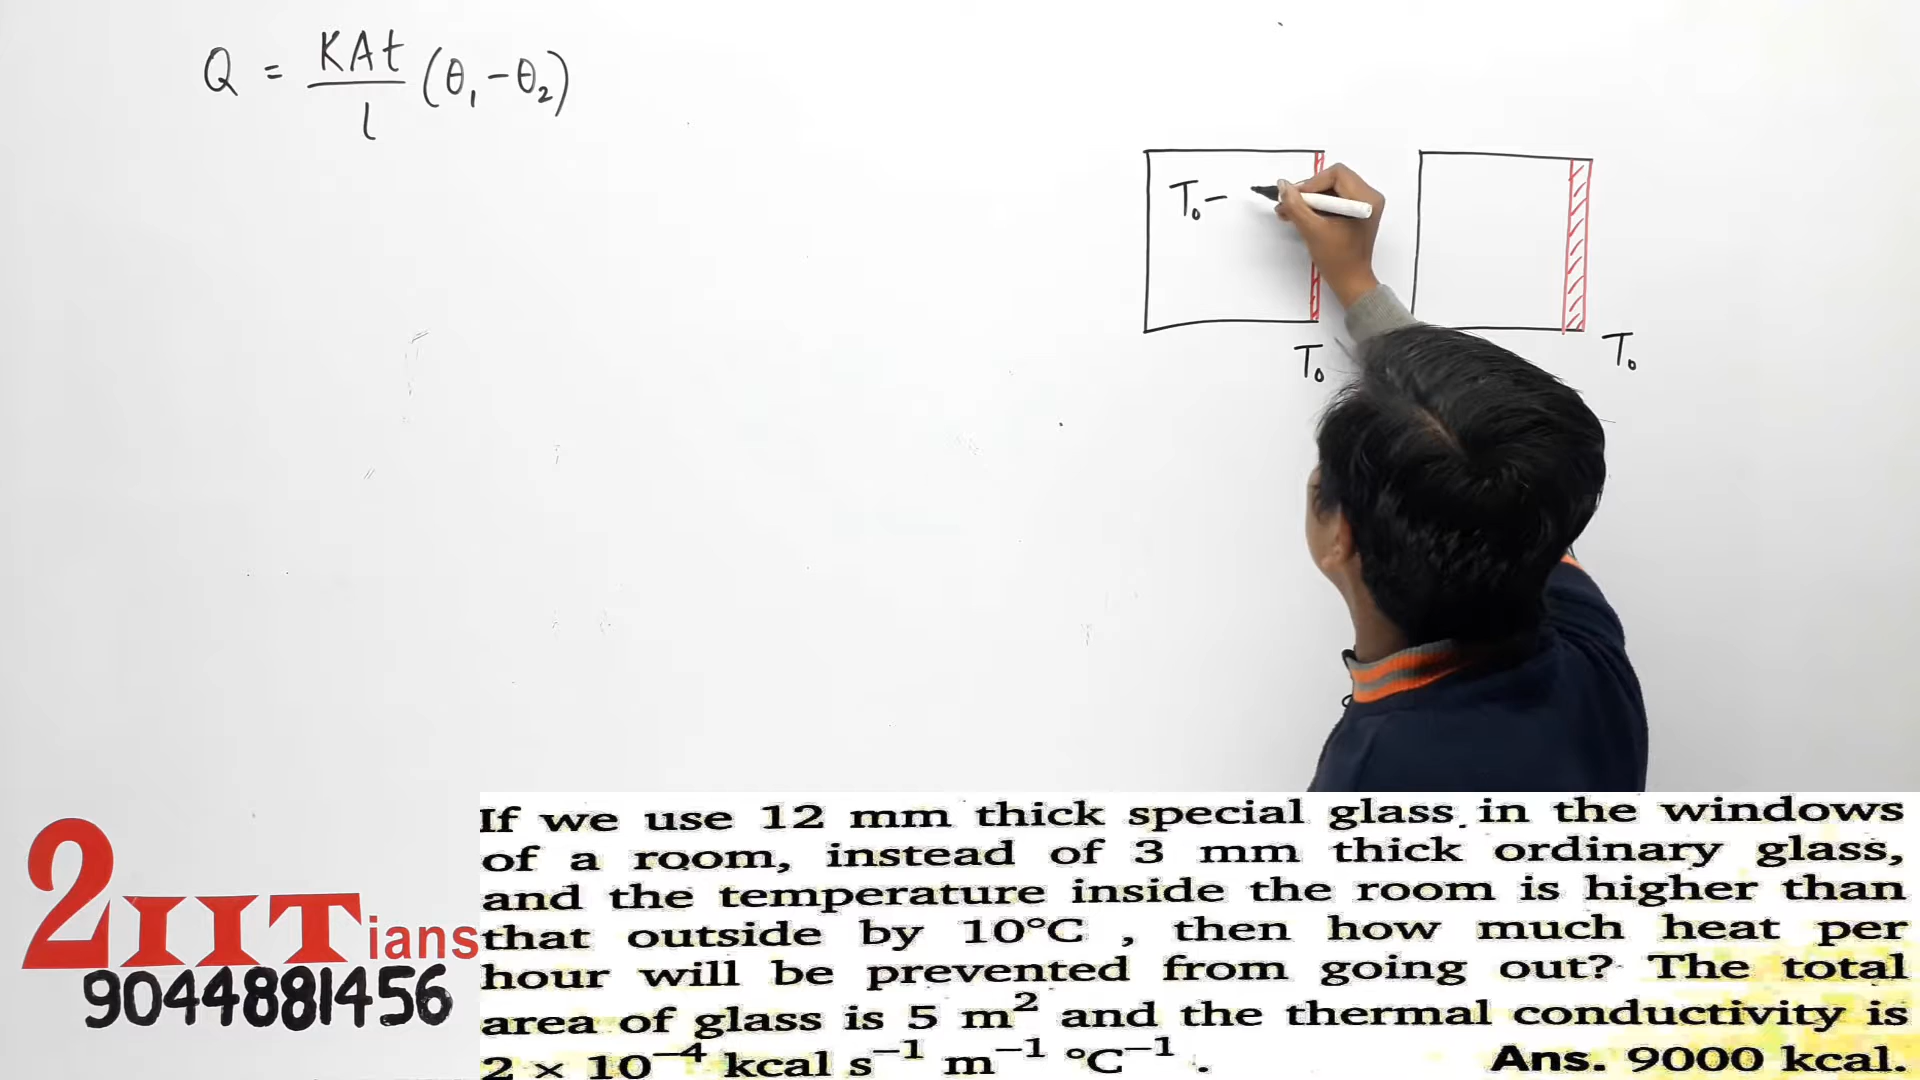 Q = KAt/l (θ₁ - θ₂)
T₀ -
T₀
T₀
2IITians
9044881456
If we use 12 mm thick special glass in the windows
of a room, instead of 3 mm thick ordinary glass,
and the temperature inside the room is higher than
that outside by 10°C , then how much heat per
hour will be prevented from going out? The total
area of glass is 5 m² and the thermal conductivity is
2 × 10⁻⁴ kcal s⁻¹ m⁻¹ °C⁻¹ . Ans. 9000 kcal.